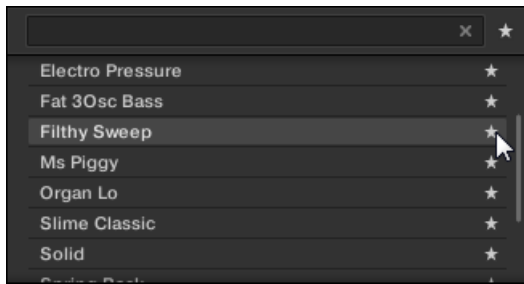 Electro Pressure
Fat 3Osc Bass
Filthy Sweep
Ms Piggy
Organ Lo
Slime Classic
Solid